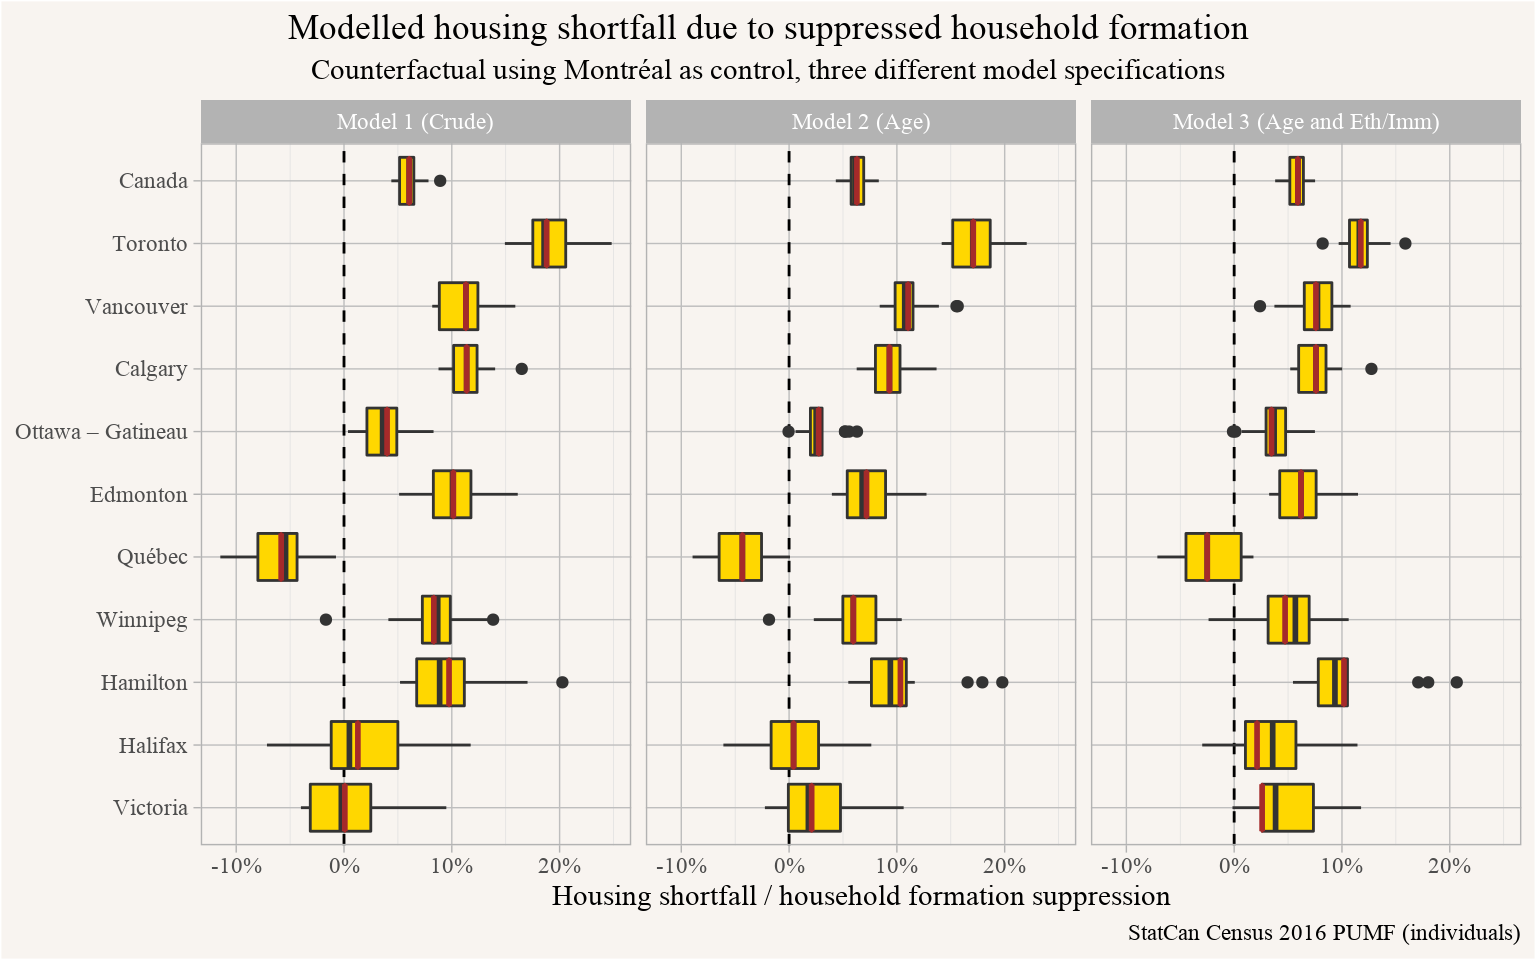 Modelled housing shortfall due to suppressed household formation
Counterfactual using Montréal as control, three different model specifications
Model 1 (Crude)
Model 2 (Age)
Model 3 (Age and Eth/Imm)
Canada
Toronto
Vancouver
Calgary
Ottawa – Gatineau
Edmonton
Québec
Winnipeg
Hamilton
Halifax
Victoria
-10% 0% 10% 20%
-10% 0% 10% 20%
-10% 0% 10% 20%
Housing shortfall / household formation suppression
StatCan Census 2016 PUMF (individuals)